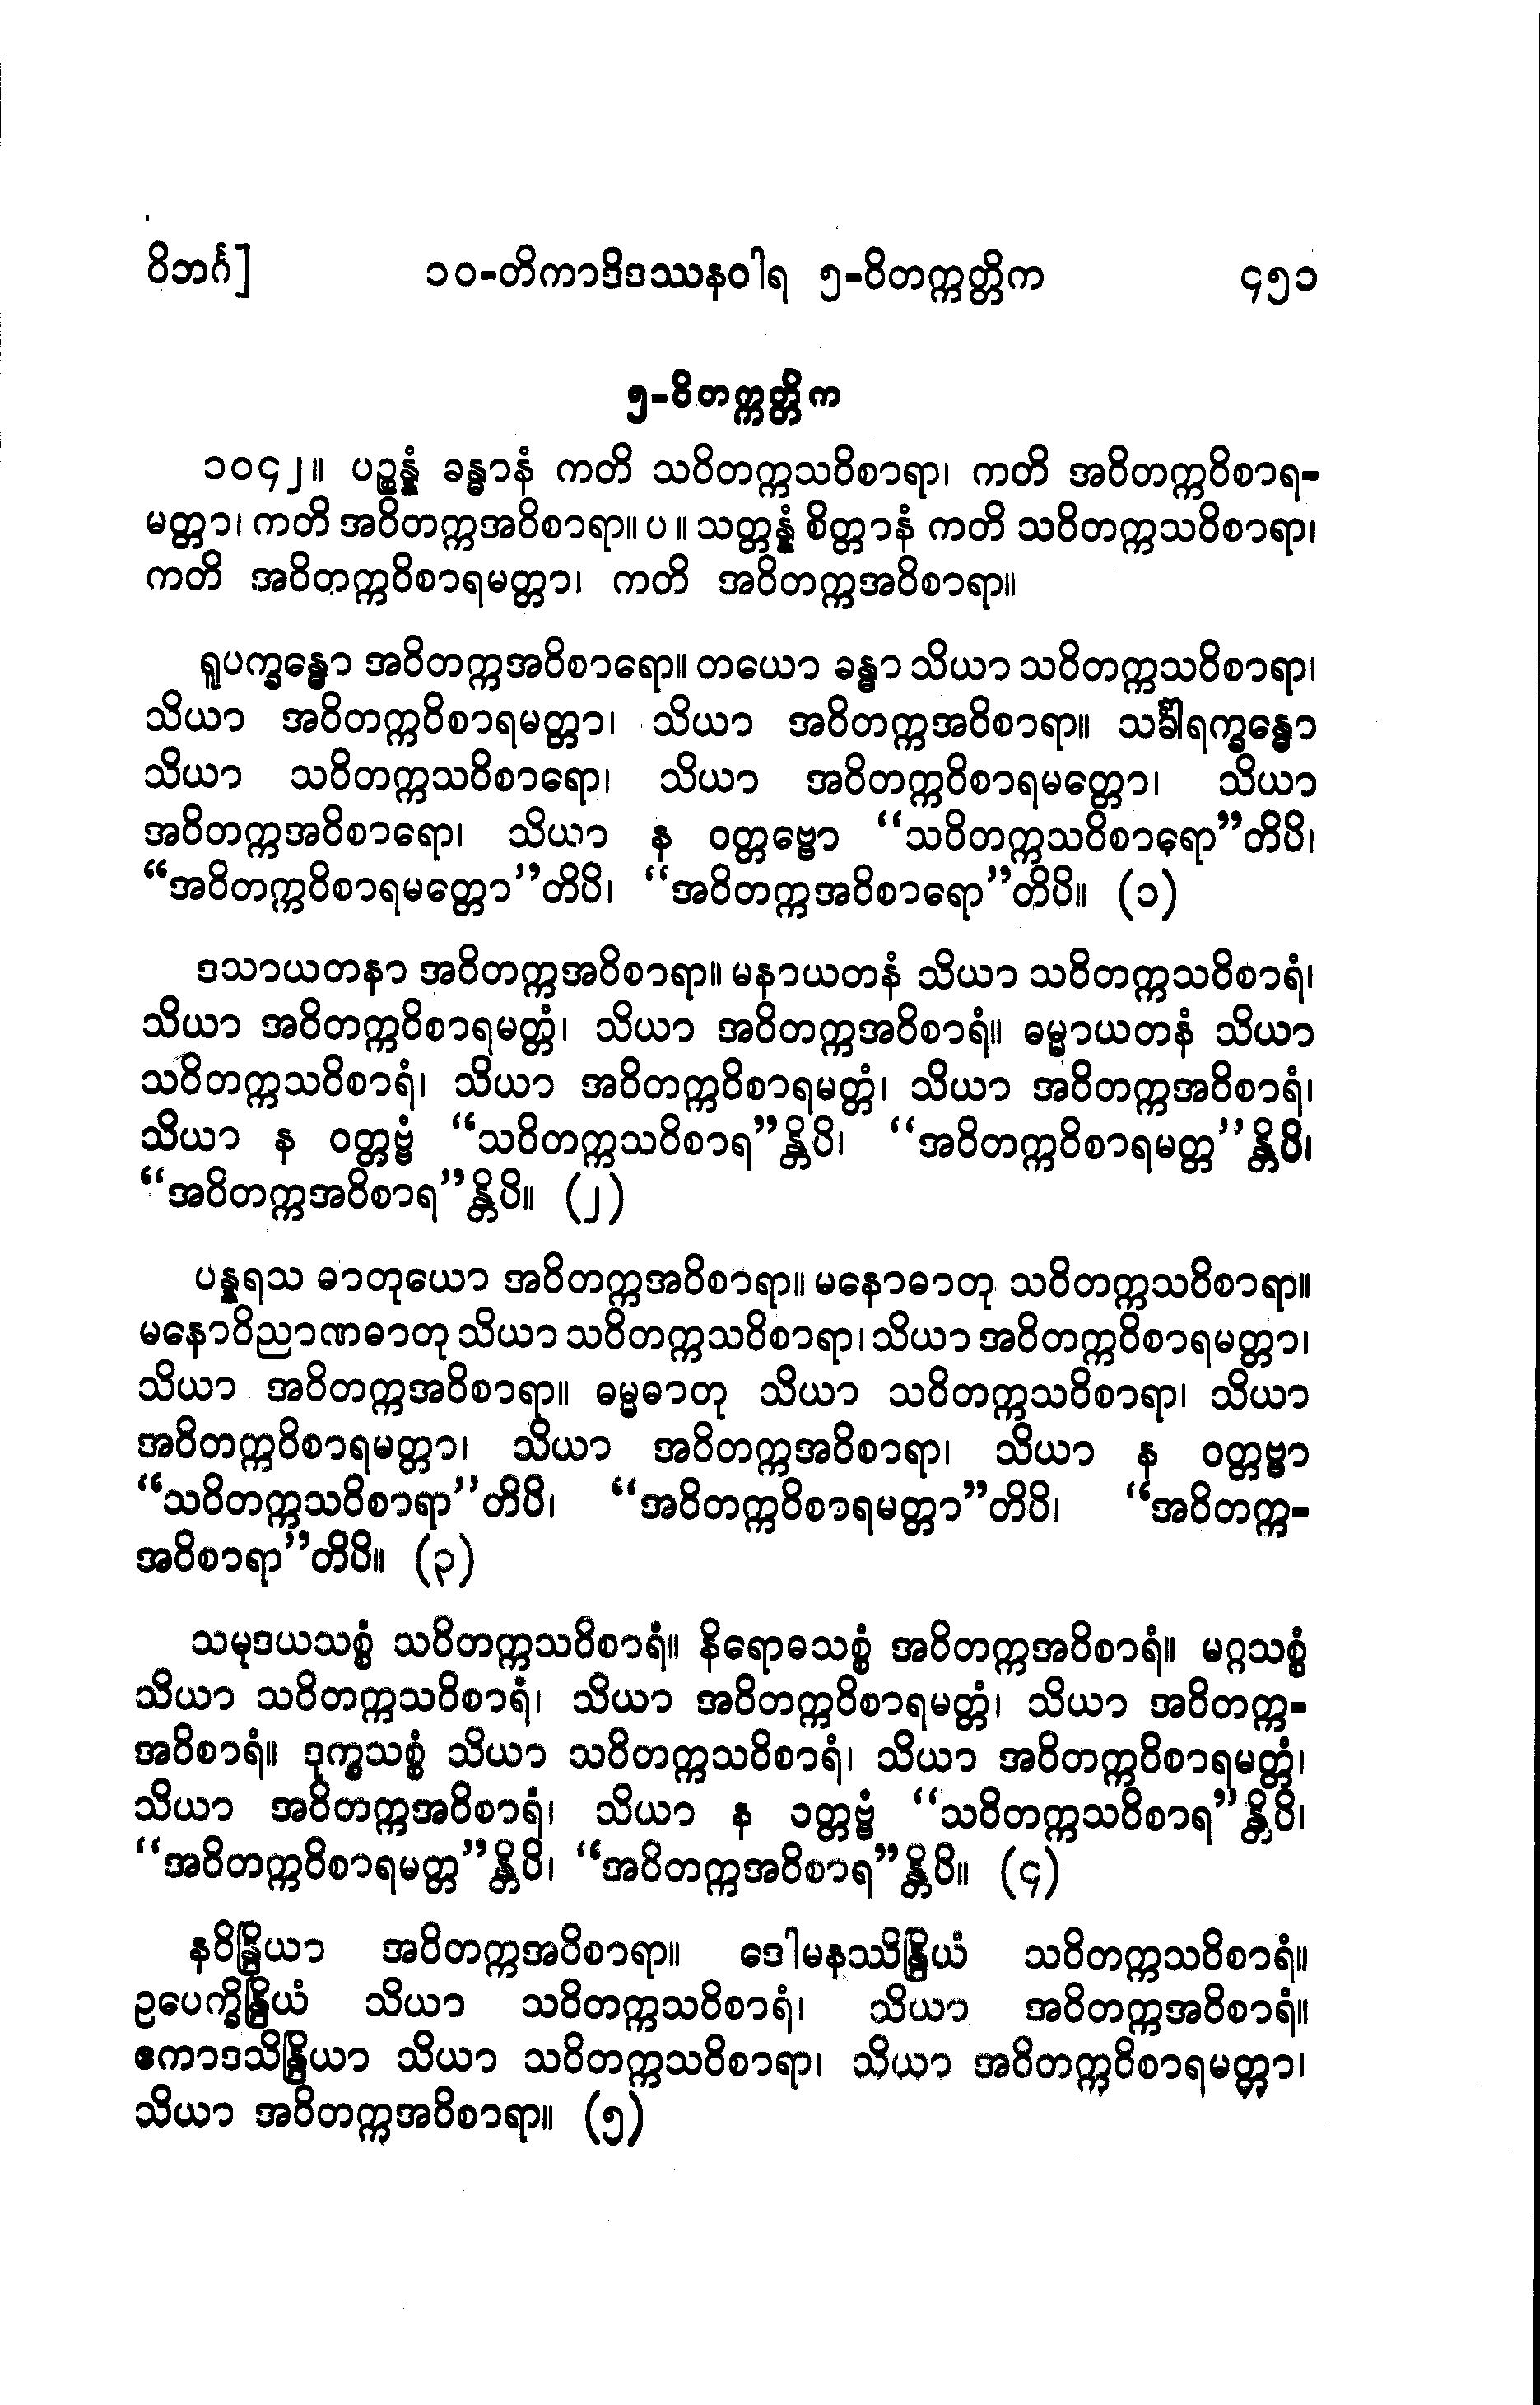 ဝိဘင်္ဂ] ၁၀-တိကာဒိဒဿနဝါရ ၅-ဝိတက္ကတ္တိက ၄၅၁
၅-ဝိတက္ကတ္တိက
၁၀၄၂။ ပဉ္စန္နံ ခန္ဓာနံ ကတိ သဝိတက္ကသဝိစာရာ၊ ကတိ အဝိတက္ကဝိစာရ-
မတ္တာ၊ ကတိ အဝိတက္ကအဝိစာရာ။ ပ ။ သတ္တန္နံ စိတ္တာနံ ကတိ သဝိတက္ကသဝိစာရာ၊
ကတိ အဝိတက္ကဝိစာရမတ္တာ၊ ကတိ အဝိတက္ကအဝိစာရာ။
ရူပက္ခန္ဓော အဝိတက္ကအဝိစာရော။ တယော ခန္ဓာ သိယာ သဝိတက္ကသဝိစာရာ၊
သိယာ အဝိတက္ကဝိစာရမတ္တာ၊ သိယာ အဝိတက္ကအဝိစာရာ။ သင်္ခါရက္ခန္ဓော
သိယာ သဝိတက္ကသဝိစာရော၊ သိယာ အဝိတက္ကဝိစာရမတ္တော၊ သိယာ
အဝိတက္ကအဝိစာရော၊ သိယာ န ဝတ္တဗ္ဗော “သဝိတက္ကသဝိစာရော”တိပိ၊
“အဝိတက္ကဝိစာရမတ္တော”တိပိ၊ “အဝိတက္ကအဝိစာရော”တိပိ။ (၁)
ဒသာယတနာ အဝိတက္ကအဝိစာရာ။ မနာယတနံ သိယာ သဝိတက္ကသဝိစာရံ၊
သိယာ အဝိတက္ကဝိစာရမတ္တံ၊ သိယာ အဝိတက္ကအဝိစာရံ။ ဓမ္မာယတနံ သိယာ
သဝိတက္ကသဝိစာရံ၊ သိယာ အဝိတက္ကဝိစာရမတ္တံ၊ သိယာ အဝိတက္ကအဝိစာရံ၊
သိယာ န ဝတ္တဗ္ဗံ “သဝိတက္ကသဝိစာရ”န္တိပိ၊ “အဝိတက္ကဝိစာရမတ္တ”န္တိပိ၊
“အဝိတက္ကအဝိစာရ”န္တိပိ။ (၂)
ပန္နရသ ဓာတုယော အဝိတက္ကအဝိစာရာ။ မနောဓာတု သဝိတက္ကသဝိစာရာ။
မနောဝိညာဏဓာတု သိယာ သဝိတက္ကသဝိစာရာ၊ သိယာ အဝိတက္ကဝိစာရမတ္တာ၊
သိယာ အဝိတက္ကအဝိစာရာ။ ဓမ္မဓာတု သိယာ သဝိတက္ကသဝိစာရာ၊ သိယာ
အဝိတက္ကဝိစာရမတ္တာ၊ သိယာ အဝိတက္ကအဝိစာရာ၊ သိယာ န ဝတ္တဗ္ဗာ
“သဝိတက္ကသဝိစာရာ”တိပိ၊ “အဝိတက္ကဝိစာရမတ္တာ”တိပိ၊ “အဝိတက္က-
အဝိစာရာ”တိပိ။ (၃)
သမုဒယသစ္စံ သဝိတက္ကသဝိစာရံ။ နိရောဓသစ္စံ အဝိတက္ကအဝိစာရံ။ မဂ္ဂသစ္စံ
သိယာ သဝိတက္ကသဝိစာရံ၊ သိယာ အဝိတက္ကဝိစာရမတ္တံ၊ သိယာ အဝိတက္က-
အဝိစာရံ။ ဒုက္ခသစ္စံ သိယာ သဝိတက္ကသဝိစာရံ၊ သိယာ အဝိတက္ကဝိစာရမတ္တံ၊
သိယာ အဝိတက္ကအဝိစာရံ၊ သိယာ န ဝတ္တဗ္ဗံ “သဝိတက္ကသဝိစာရ”န္တိပိ၊
“အဝိတက္ကဝိစာရမတ္တ”န္တိပိ၊ “အဝိတက္ကအဝိစာရ”န္တိပိ။ (၄)
နဝိန္ဒြိယာ အဝိတက္ကအဝိစာရာ။ ဒေါမနဿိန္ဒြိယံ သဝိတက္ကသဝိစာရံ။
ဥပေက္ခိန္ဒြိယံ သိယာ သဝိတက္ကသဝိစာရံ၊ သိယာ အဝိတက္ကအဝိစာရံ။
ဧကာဒသိန္ဒြိယာ သိယာ သဝိတက္ကသဝိစာရာ၊ သိယာ အဝိတက္ကဝိစာရမတ္တာ၊
သိယာ အဝိတက္ကအဝိစာရာ။ (၅)